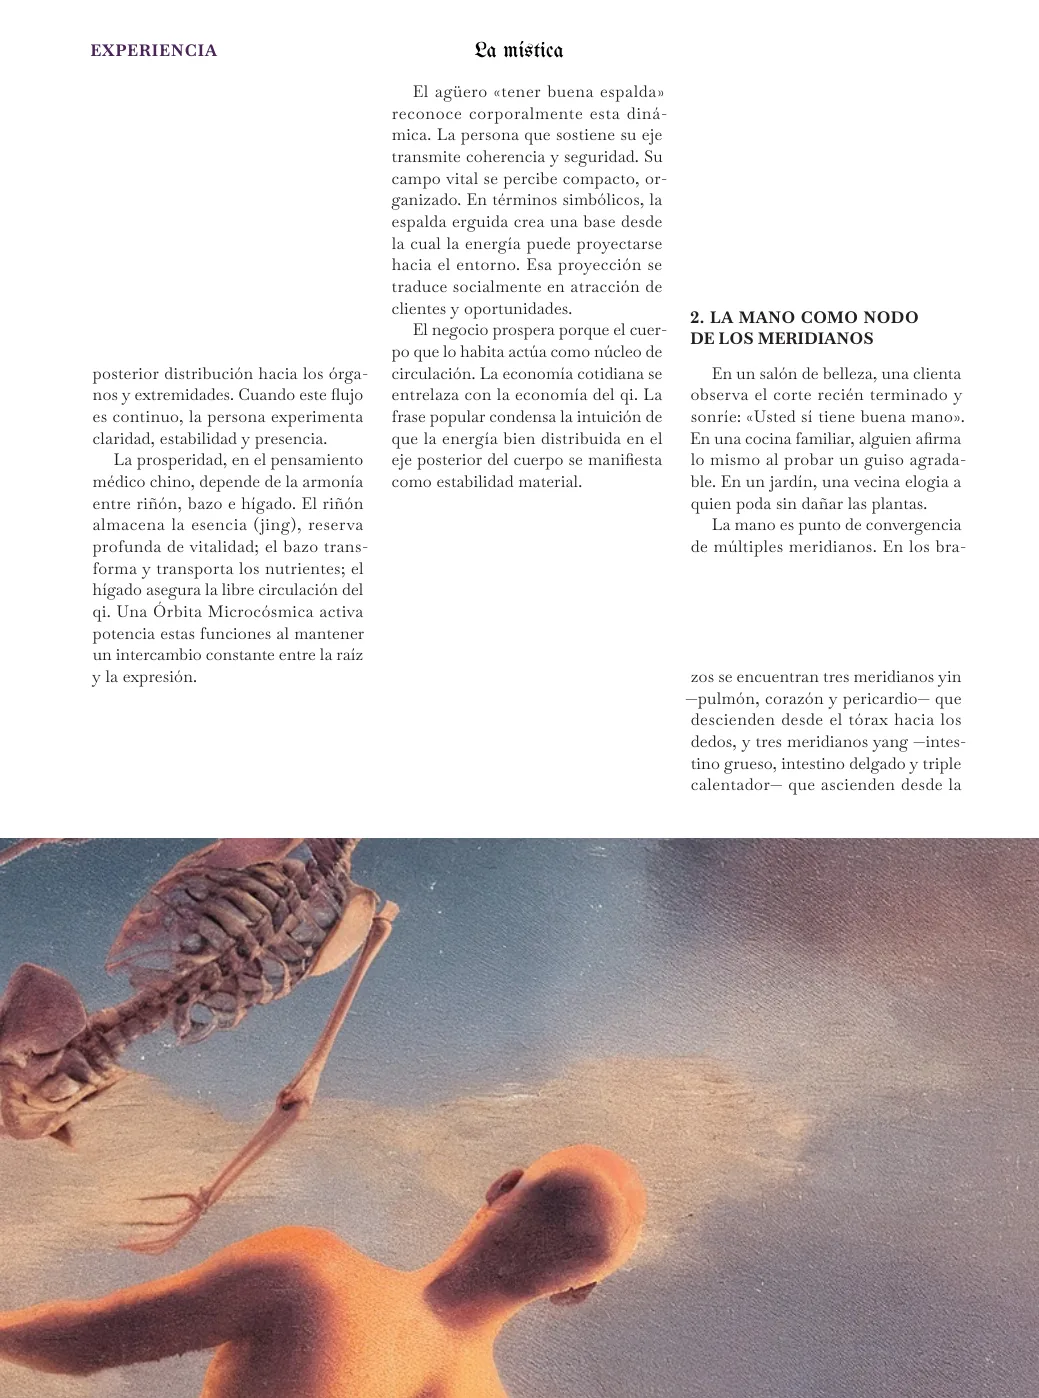 EXPERIENCIA
La mística
posterior distribución hacia los órga-
nos y extremidades. Cuando este flujo
es continuo, la persona experimenta
claridad, estabilidad y presencia.
La prosperidad, en el pensamiento
médico chino, depende de la armonía
entre riñón, bazo e hígado. El riñón
almacena la esencia (jing), reserva
profunda de vitalidad; el bazo trans-
forma y transporta los nutrientes; el
hígado asegura la libre circulación del
qi. Una Órbita Microcósmica activa
potencia estas funciones al mantener
un intercambio constante entre la raíz
y la expresión.
El agüero «tener buena espalda»
reconoce corporalmente esta diná-
mica. La persona que sostiene su eje
transmite coherencia y seguridad. Su
campo vital se percibe compacto, or-
ganizado. En términos simbólicos, la
espalda erguida crea una base desde
la cual la energía puede proyectarse
hacia el entorno. Esa proyección se
traduce socialmente en atracción de
clientes y oportunidades.
El negocio prospera porque el cuer-
po que lo habita actúa como núcleo de
circulación. La economía cotidiana se
entrelaza con la economía del qi. La
frase popular condensa la intuición de
que la energía bien distribuida en el
eje posterior del cuerpo se manifiesta
como estabilidad material.
2. LA MANO COMO NODO
DE LOS MERIDIANOS
En un salón de belleza, una clienta
observa el corte recién terminado y
sonríe: «Usted sí tiene buena mano».
En una cocina familiar, alguien afirma
lo mismo al probar un guiso agrada-
ble. En un jardín, una vecina elogia a
quien poda sin dañar las plantas.
La mano es punto de convergencia
de múltiples meridianos. En los bra-
zos se encuentran tres meridianos yin
—pulmón, corazón y pericardio— que
descienden desde el tórax hacia los
dedos, y tres meridianos yang —intes-
tino grueso, intestino delgado y triple
calentador— que ascienden desde la